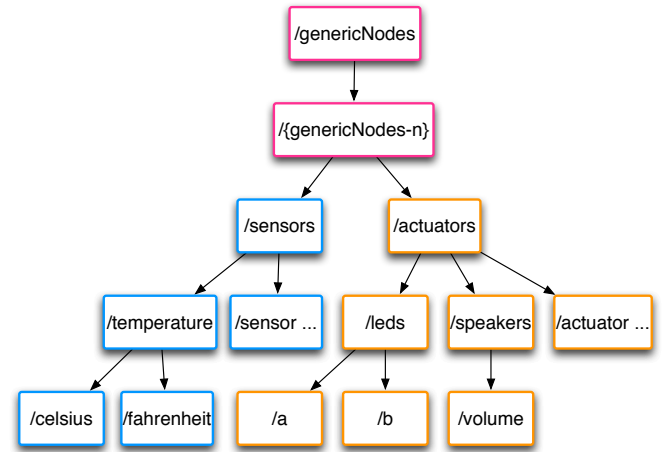 /genericNodes
/{genericNodes-n}
/sensors
/actuators
/temperature
/sensor ...
/leds
/speakers
/actuator ...
/celsius
/fahrenheit
/a
/b
/volume